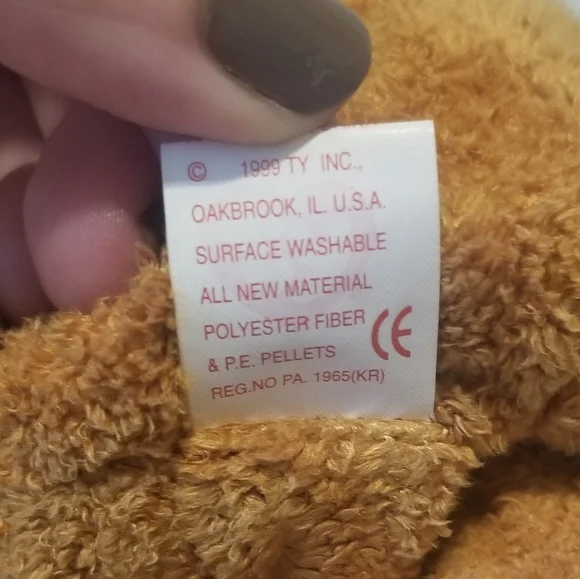 © 1999 TY INC.,
OAKBROOK, IL. U.S.A.
SURFACE WASHABLE
ALL NEW MATERIAL
POLYESTER FIBER
& P.E. PELLETS
CE
REG.NO PA. 1965(KR)